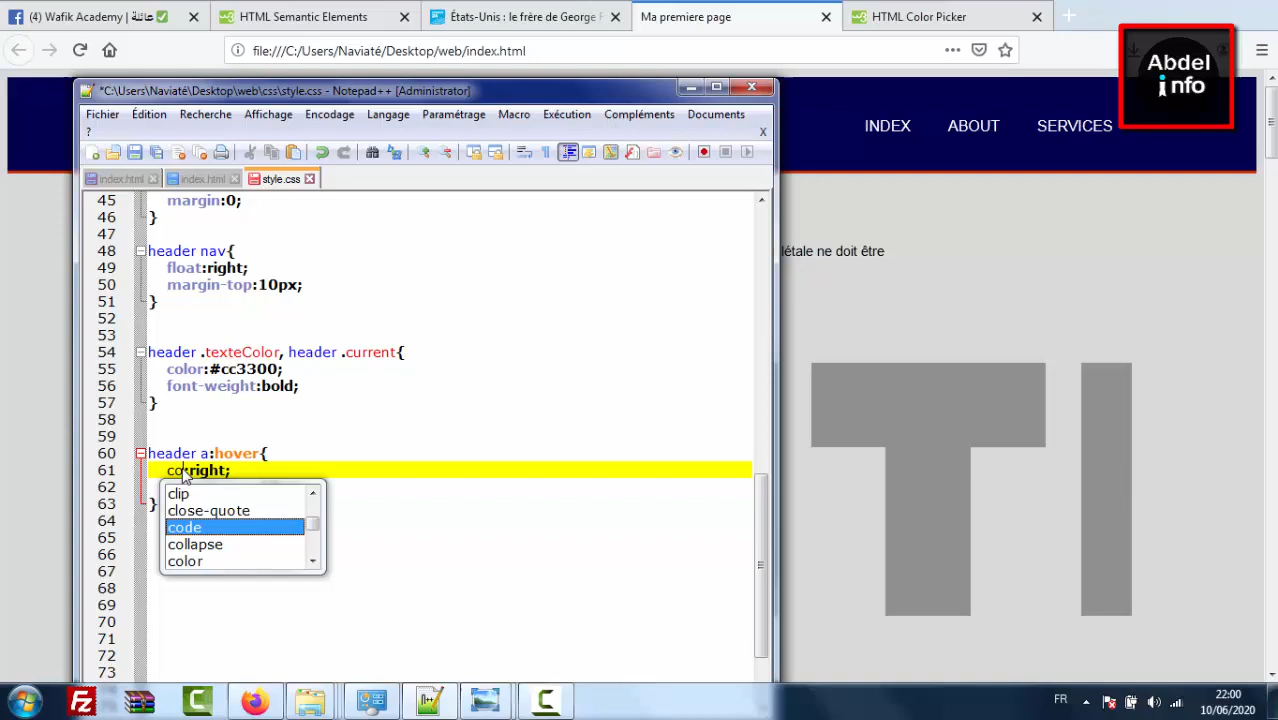 (4) Wafik Academy | عائلة ✅
HTML Semantic Elements
États-Unis : le frère de George F
Ma premiere page
HTML Color Picker
file:///C:/Users/Naviaté/Desktop/web/index.html
Abdel
info
*C:\Users\Naviaté\Desktop\web\css\style.css - Notepad++ [Administrator]
Fichier Édition Recherche Affichage Encodage Langage Paramétrage Macro Exécution Compléments Documents
? X
INDEX ABOUT SERVICES
index.html index.html style.css
45 margin:0;
46 }
47
48 header nav{
49 float:right;
50 margin-top:10px;
51 }
52
53
54 header .texteColor, header .current{
55 color:#cc3300;
56 font-weight:bold;
57 }
58
59
60 header a:hover{
61 co:right;
62
63 }
64
65
66
67
68
69
70
71
72
73
clip
close-quote
code
collapse
color
létale ne doit être
TI
FR
22:00
10/06/2020